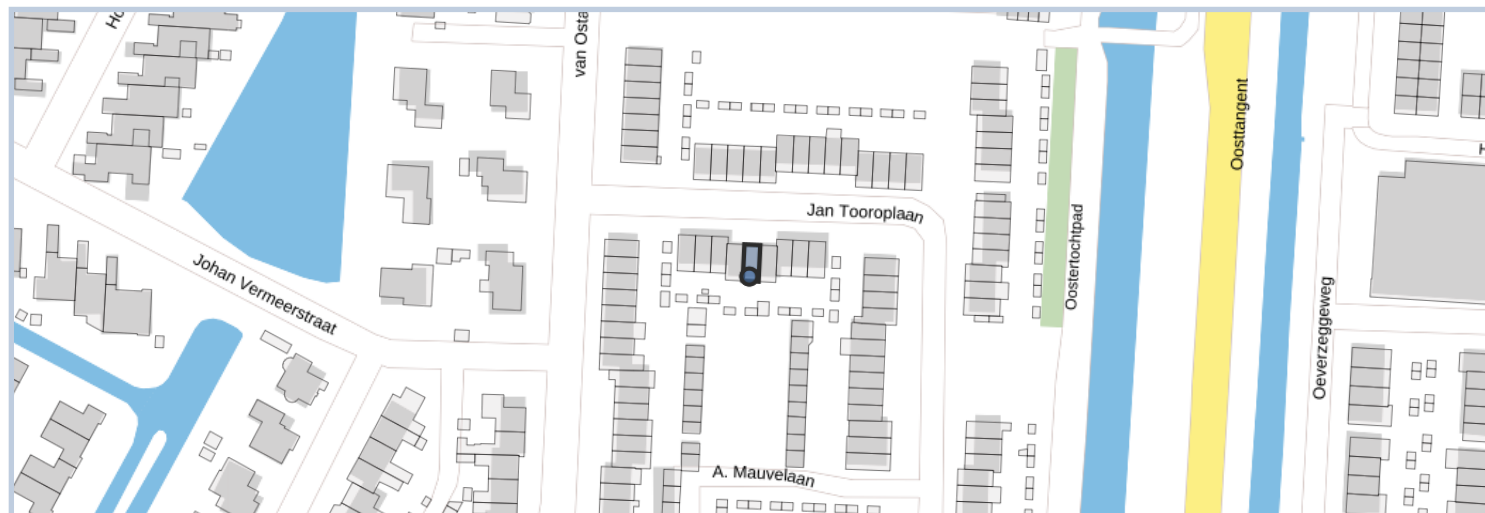 van Osta
Jan Tooroplaan
Johan Vermeerstraat
Oostertochtpad
Oosttangent
Oeverzeggeweg
A. Mauvelaan